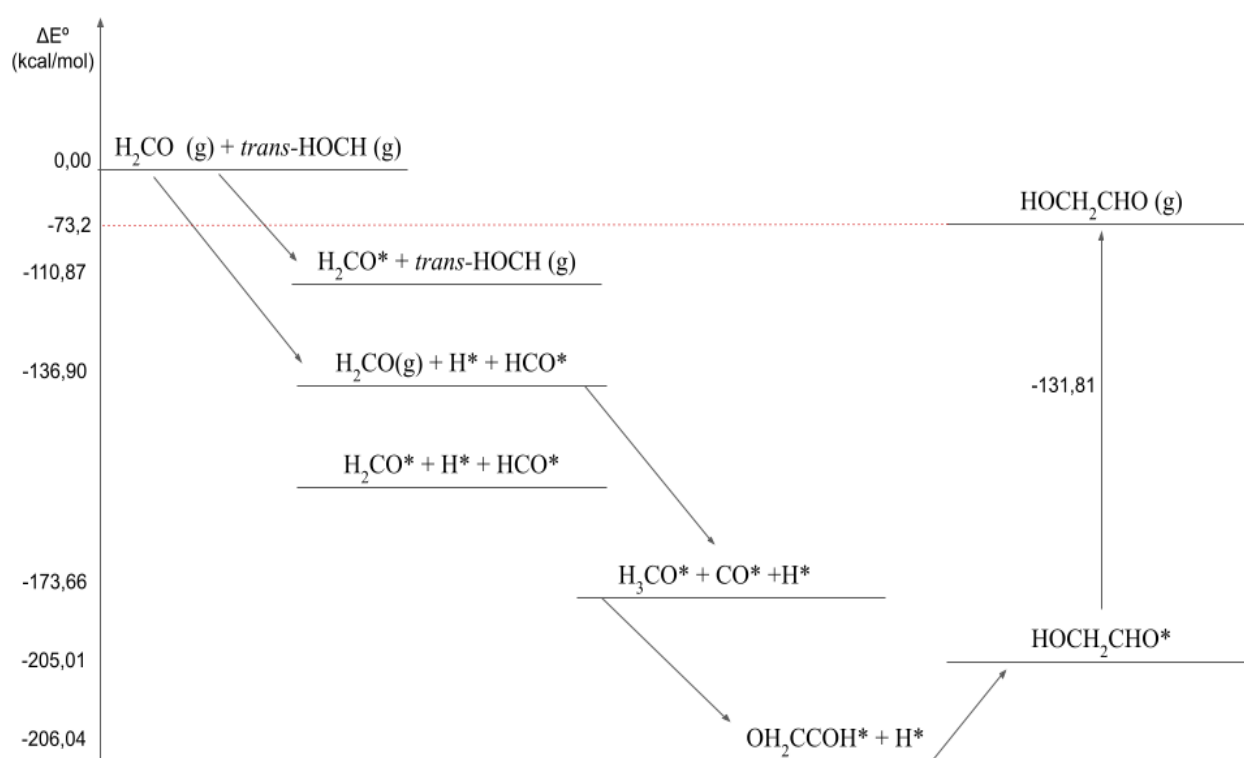 ΔEº
(kcal/mol)
H₂CO (g) + trans-HOCH (g)
0,00
HOCH₂CHO (g)
-73,2
H₂CO* + trans-HOCH (g)
-110,87
H₂CO(g) + H* + HCO*
-136,90
-131,81
H₂CO* + H* + HCO*
H₃CO* + CO* +H*
-173,66
HOCH₂CHO*
-205,01
OH₂CCOH* + H*
-206,04